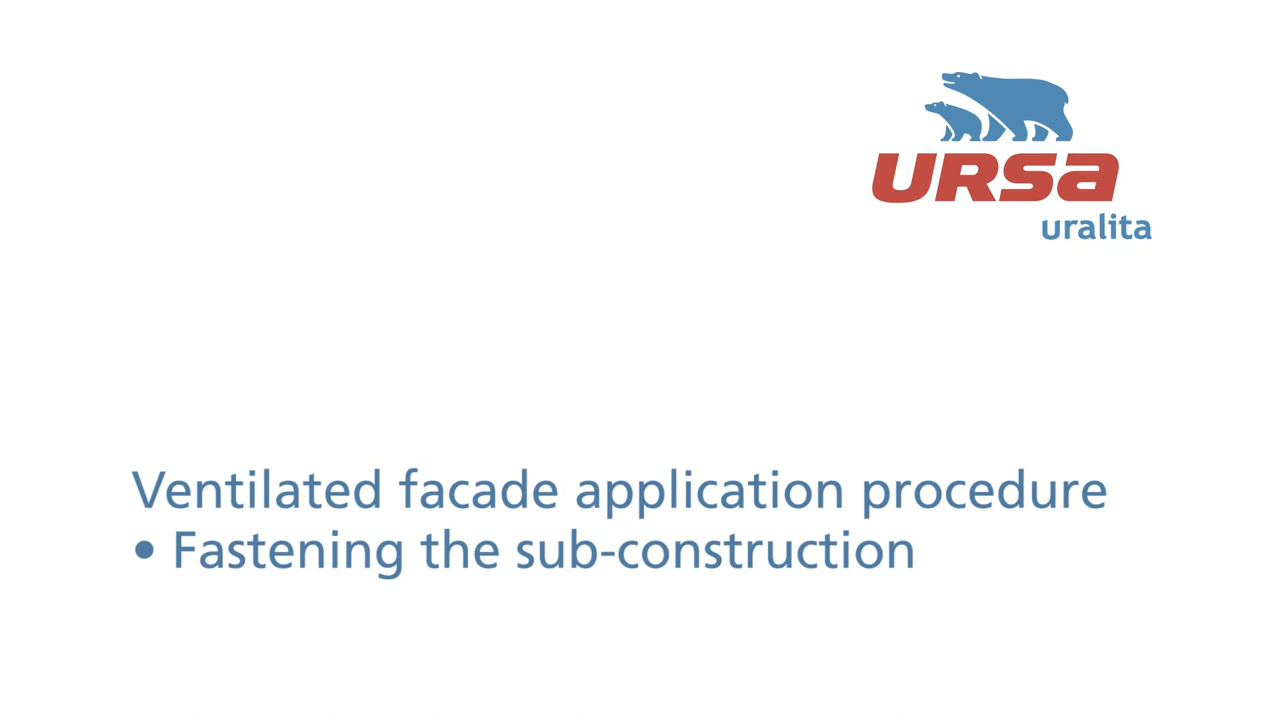 URSA
uralita
Ventilated facade application procedure
• Fastening the sub-construction